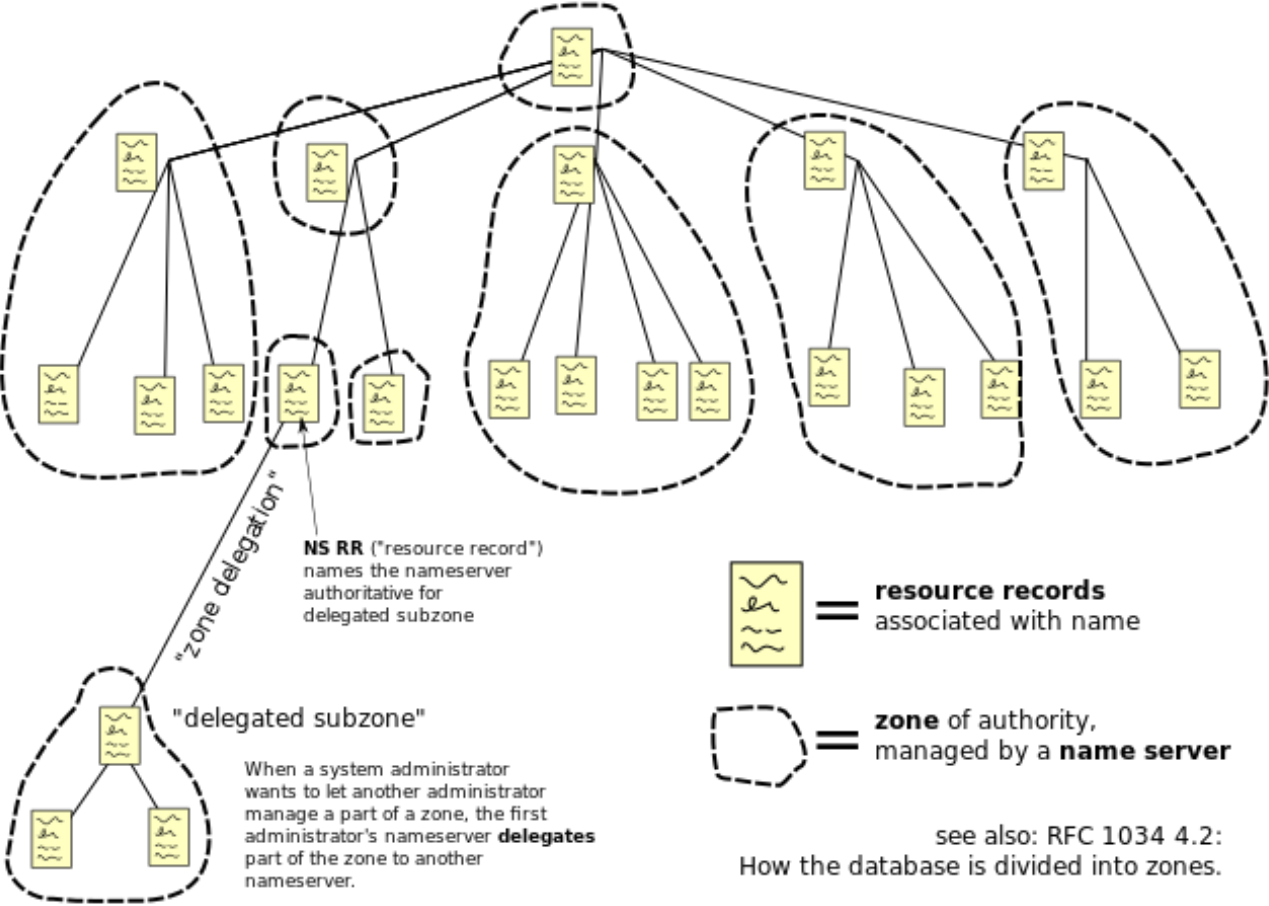 "zone delegation"
NS RR ("resource record")
names the nameserver
authoritative for
delegated subzone
resource records
associated with name
"delegated subzone"
zone of authority,
managed by a name server
When a system administrator
wants to let another administrator
manage a part of a zone, the first
administrator's nameserver delegates
part of the zone to another
nameserver.
see also: RFC 1034 4.2:
How the database is divided into zones.